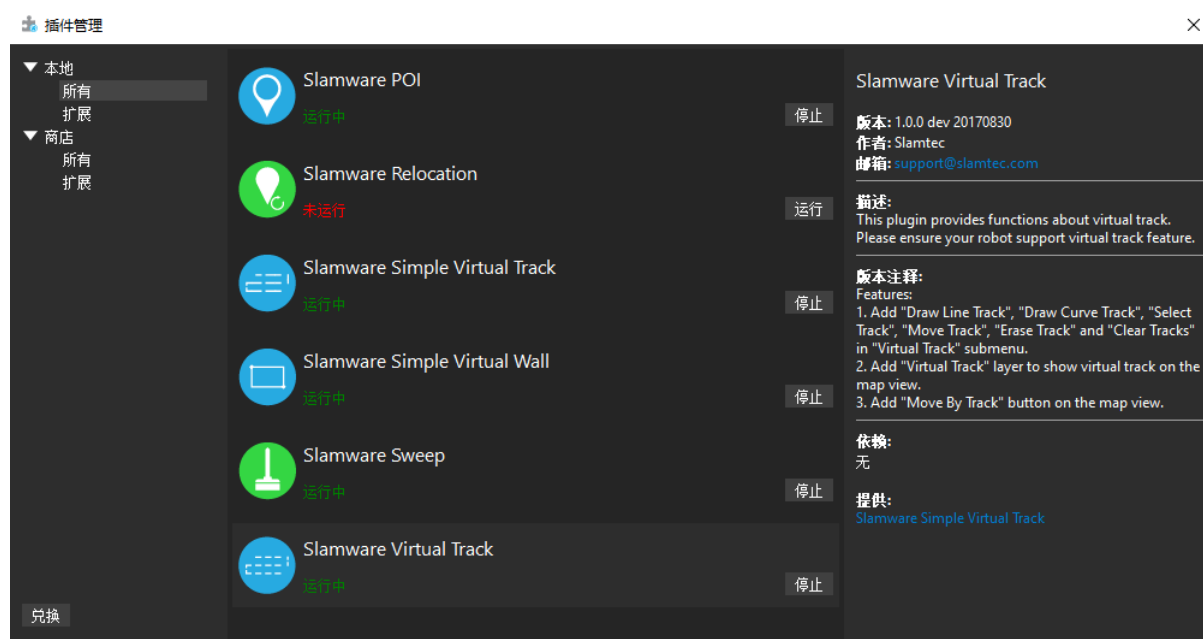 插件管理
本地
所有
扩展
商店
所有
扩展
兑换
Slamware POI
运行中
停止
Slamware Relocation
未运行
运行
Slamware Simple Virtual Track
运行中
停止
Slamware Simple Virtual Wall
运行中
停止
Slamware Sweep
运行中
停止
Slamware Virtual Track
运行中
停止
Slamware Virtual Track
版本: 1.0.0 dev 20170830
作者: Slamtec
邮箱: support@slamtec.com
描述:
This plugin provides functions about virtual track.
Please ensure your robot support virtual track feature.
版本注释:
Features:
1. Add "Draw Line Track", "Draw Curve Track", "Select
Track", "Move Track", "Erase Track" and "Clear Tracks"
in "Virtual Track" submenu.
2. Add "Virtual Track" layer to show virtual track on the
map view.
3. Add "Move By Track" button on the map view.
依赖:
无
提供:
Slamware Simple Virtual Track